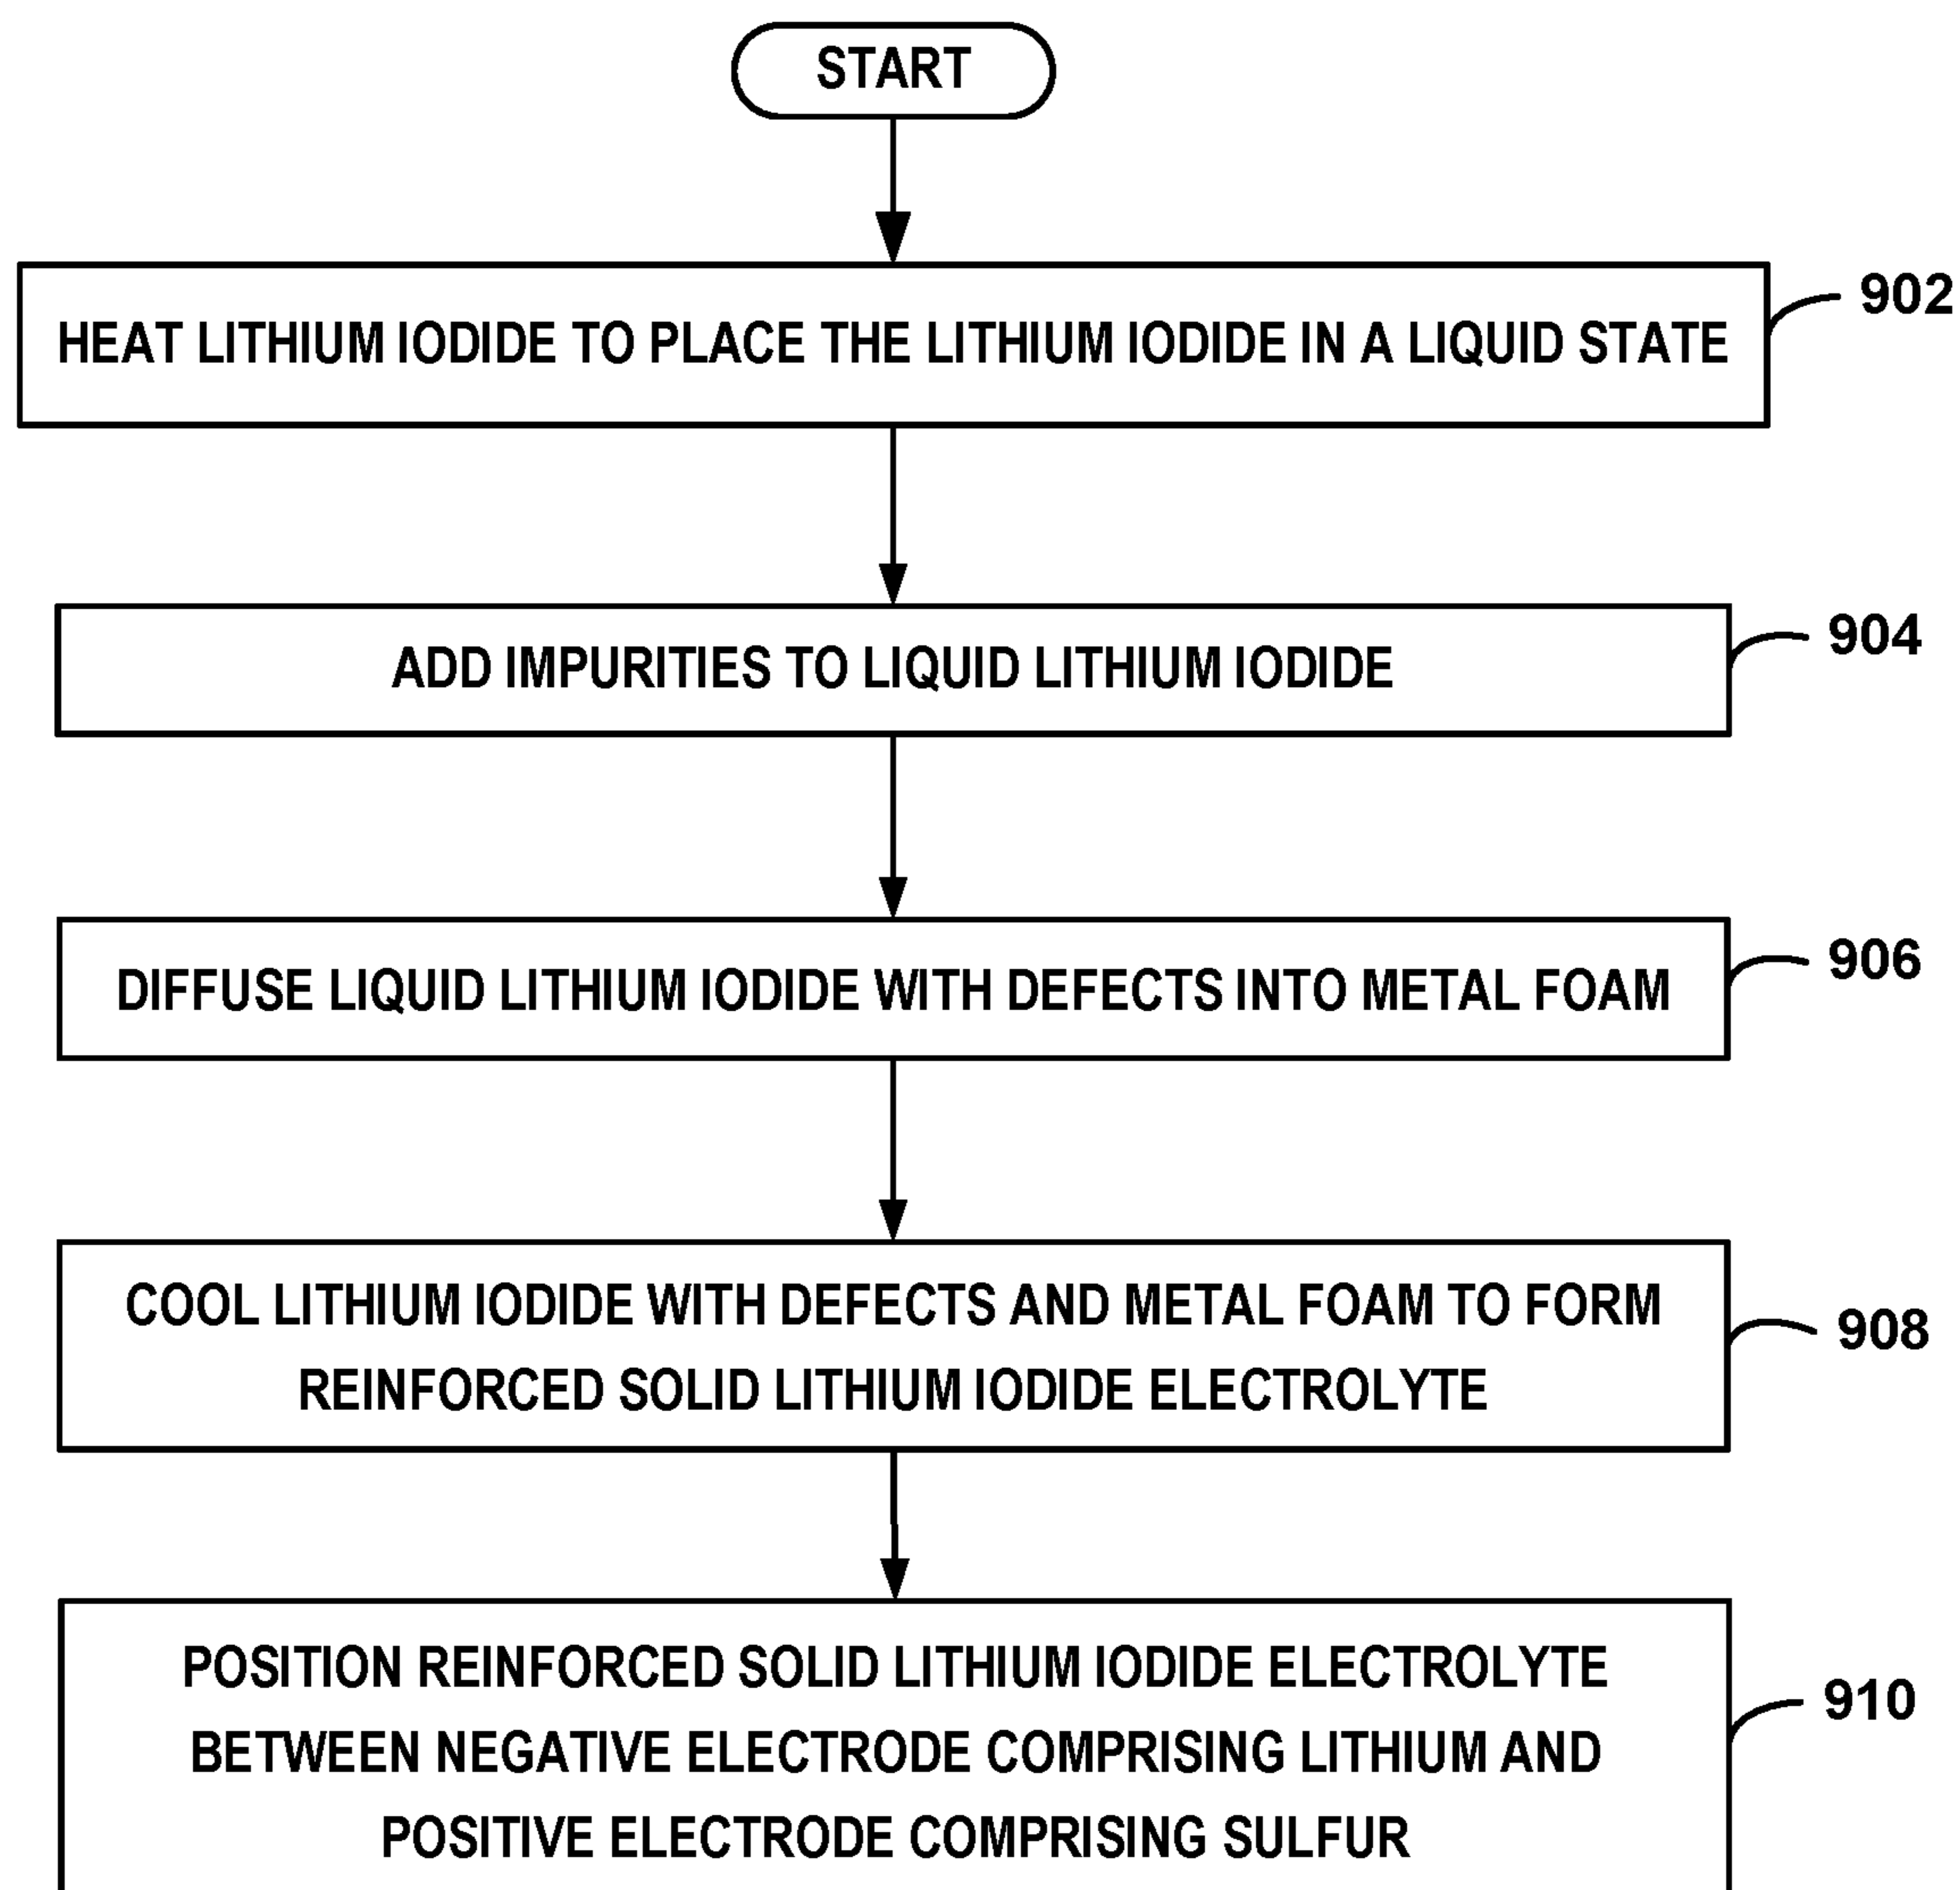 START
HEAT LITHIUM IODIDE TO PLACE THE LITHIUM IODIDE IN A LIQUID STATE
902
ADD IMPURITIES TO LIQUID LITHIUM IODIDE
904
DIFFUSE LIQUID LITHIUM IODIDE WITH DEFECTS INTO METAL FOAM
906
COOL LITHIUM IODIDE WITH DEFECTS AND METAL FOAM TO FORM
REINFORCED SOLID LITHIUM IODIDE ELECTROLYTE
908
POSITION REINFORCED SOLID LITHIUM IODIDE ELECTROLYTE
BETWEEN NEGATIVE ELECTRODE COMPRISING LITHIUM AND
POSITIVE ELECTRODE COMPRISING SULFUR
910